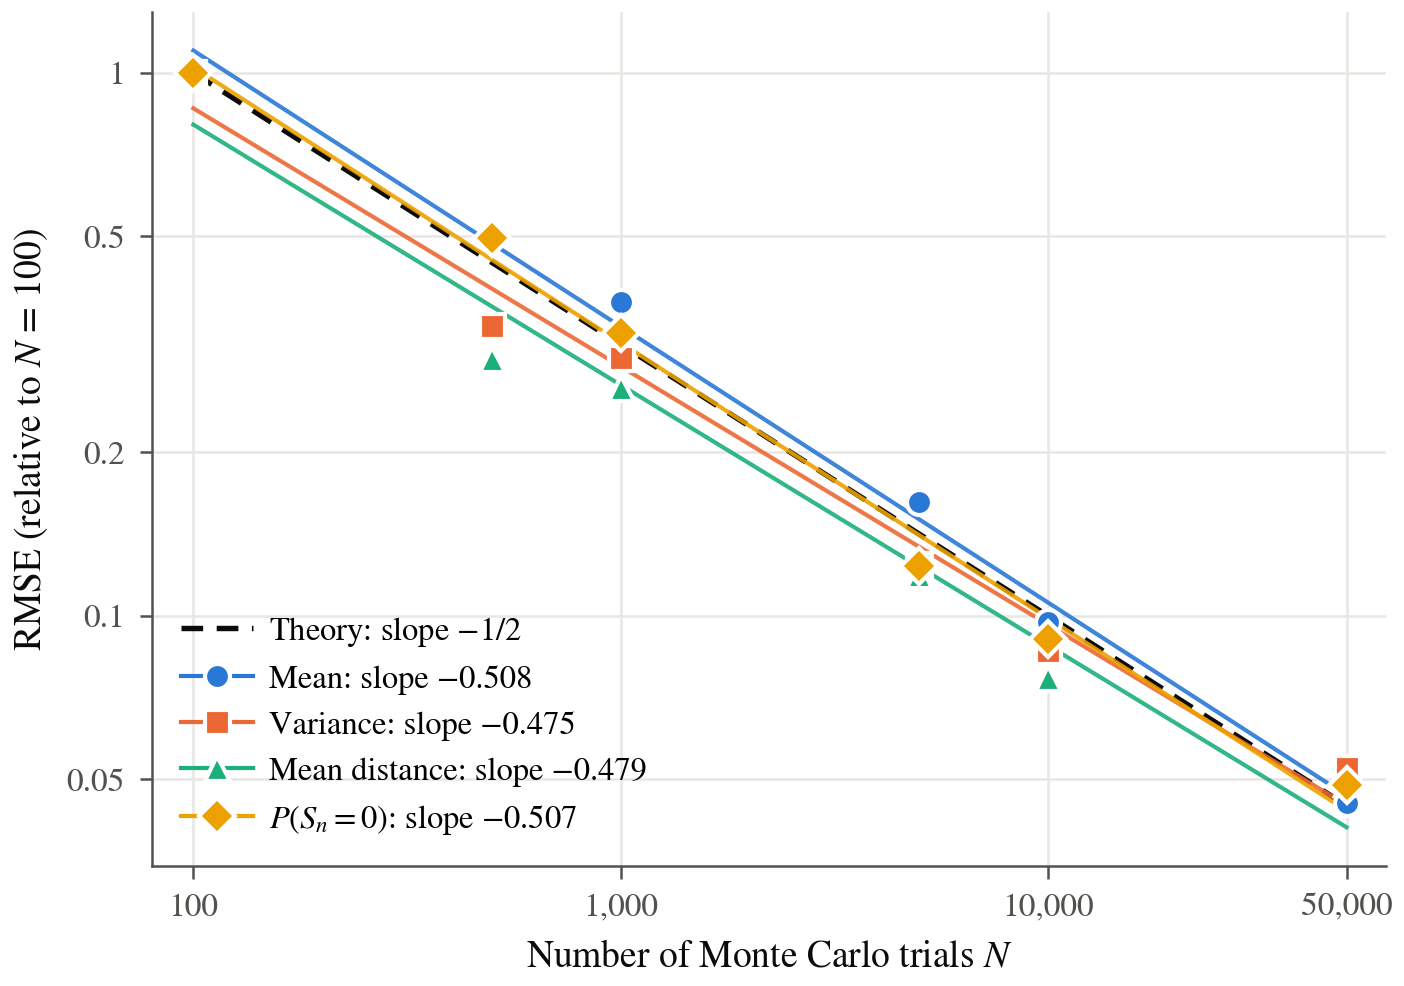 1
0.5
0.2
0.1
0.05
RMSE (relative to N = 100)
Theory: slope −1/2
Mean: slope −0.508
Variance: slope −0.475
Mean distance: slope −0.479
P(Sₙ = 0): slope −0.507
100
1,000
10,000
50,000
Number of Monte Carlo trials N